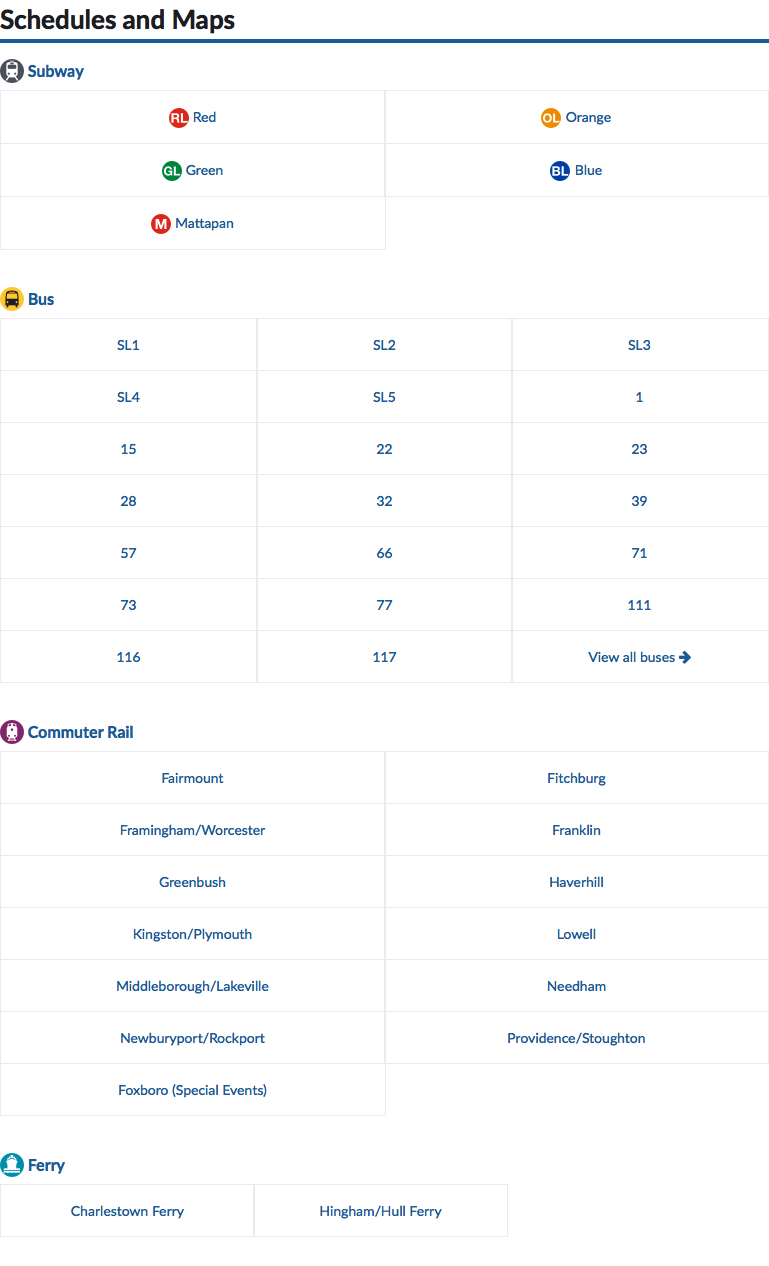 Schedules and Maps
Subway
RL Red
OL Orange
GL Green
BL Blue
M Mattapan
Bus
SL1
SL2
SL3
SL4
SL5
1
15
22
23
28
32
39
57
66
71
73
77
111
116
117
View all buses
Commuter Rail
Fairmount
Fitchburg
Framingham/Worcester
Franklin
Greenbush
Haverhill
Kingston/Plymouth
Lowell
Middleborough/Lakeville
Needham
Newburyport/Rockport
Providence/Stoughton
Foxboro (Special Events)
Ferry
Charlestown Ferry
Hingham/Hull Ferry